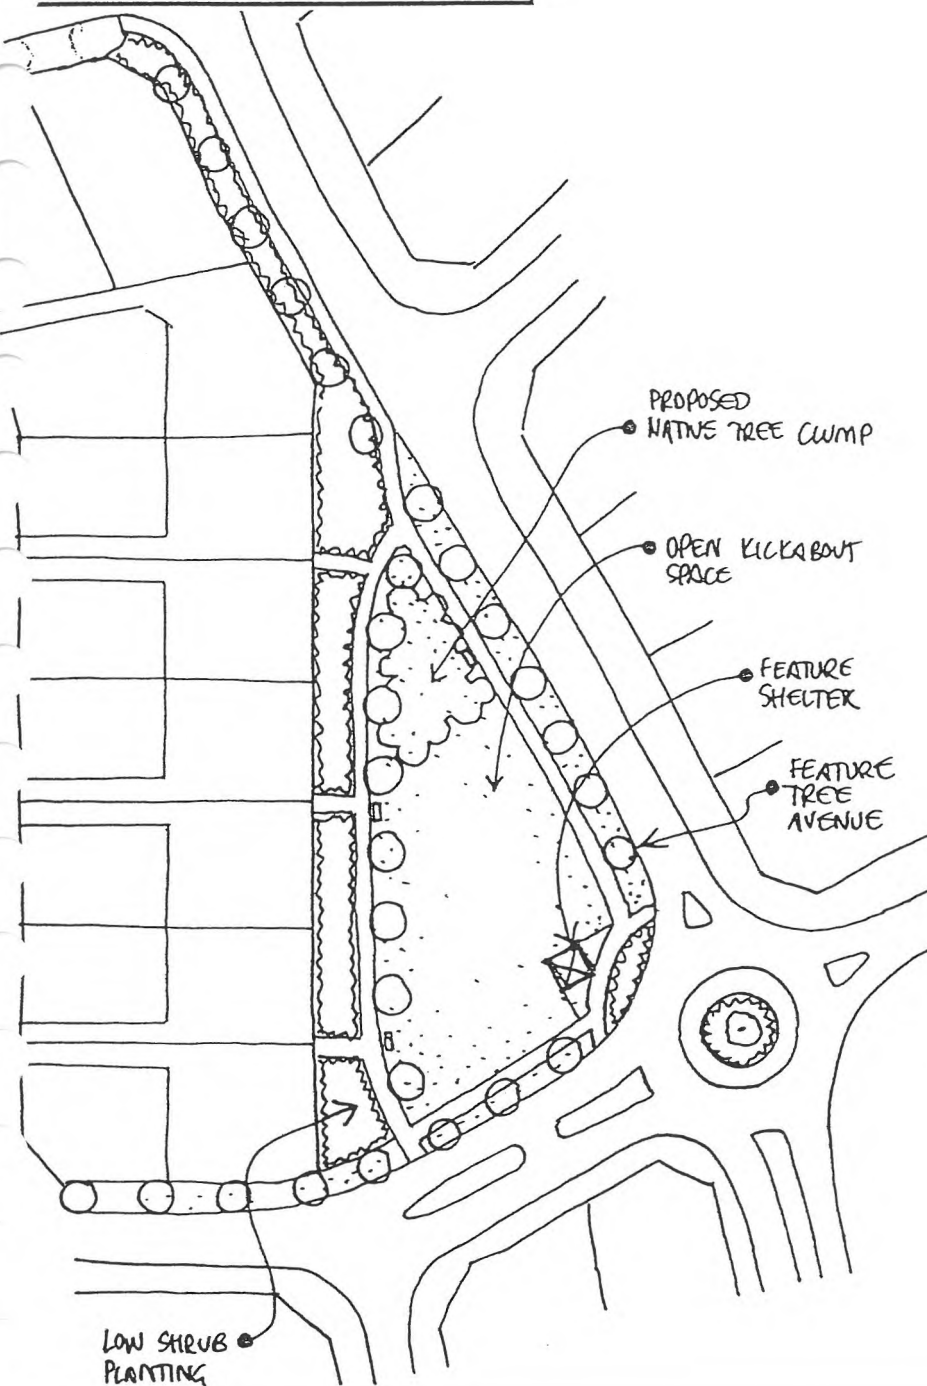 PROPOSED
NATIVE TREE CLUMP
OPEN KICKABOUT
SPACE
FEATURE
SHELTER
FEATURE
TREE
AVENUE
LOW SHRUB
PLANTING